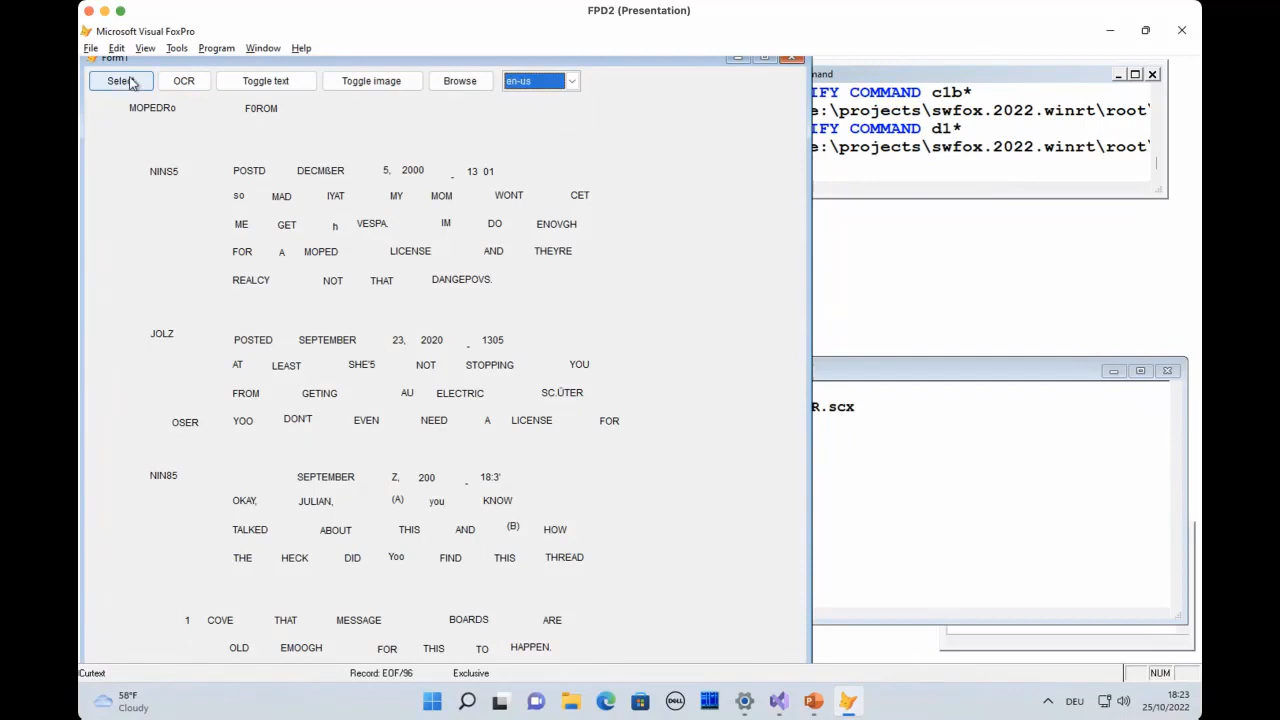 FPD2 (Presentation)
Microsoft Visual FoxPro
File Edit View Tools Program Window Help
Form1
Select OCR Toggle text Toggle image Browse en-us
mand
MOPEDRo F0ROM
IFY COMMAND c1b*
e:\projects\swfox.2022.winrt\root\
IFY COMMAND d1*
e:\projects\swfox.2022.winrt\root\
NINS5 POSTD DECM&ER 5, 2000 _ 13 01
so MAD IYAT MY MOM WONT CET
ME GET h VESPA. IM DO ENOVGH
FOR A MOPED LICENSE AND THEYRE
REALCY NOT THAT DANGEPOVS.
JOLZ POSTED SEPTEMBER 23, 2020 _ 1305
AT LEAST SHE'5 NOT STOPPING YOU
FROM GETING AU ELECTRIC SC.ÜTER
OSER YOO DON'T EVEN NEED A LICENSE FOR
R.scx
NIN85 SEPTEMBER Z, 200 _ 18:3'
OKAY, JULIAN, (A) you KNOW
TALKED ABOUT THIS AND (B) HOW
THE HECK DID Yoo FIND THIS THREAD
1 COVE THAT MESSAGE BOARDS ARE
OLD EMOOGH FOR THIS TO HAPPEN.
Curtext Record: EOF/96 Exclusive NUM
58°F
Cloudy
DELL
DEU
18:23
25/10/2022